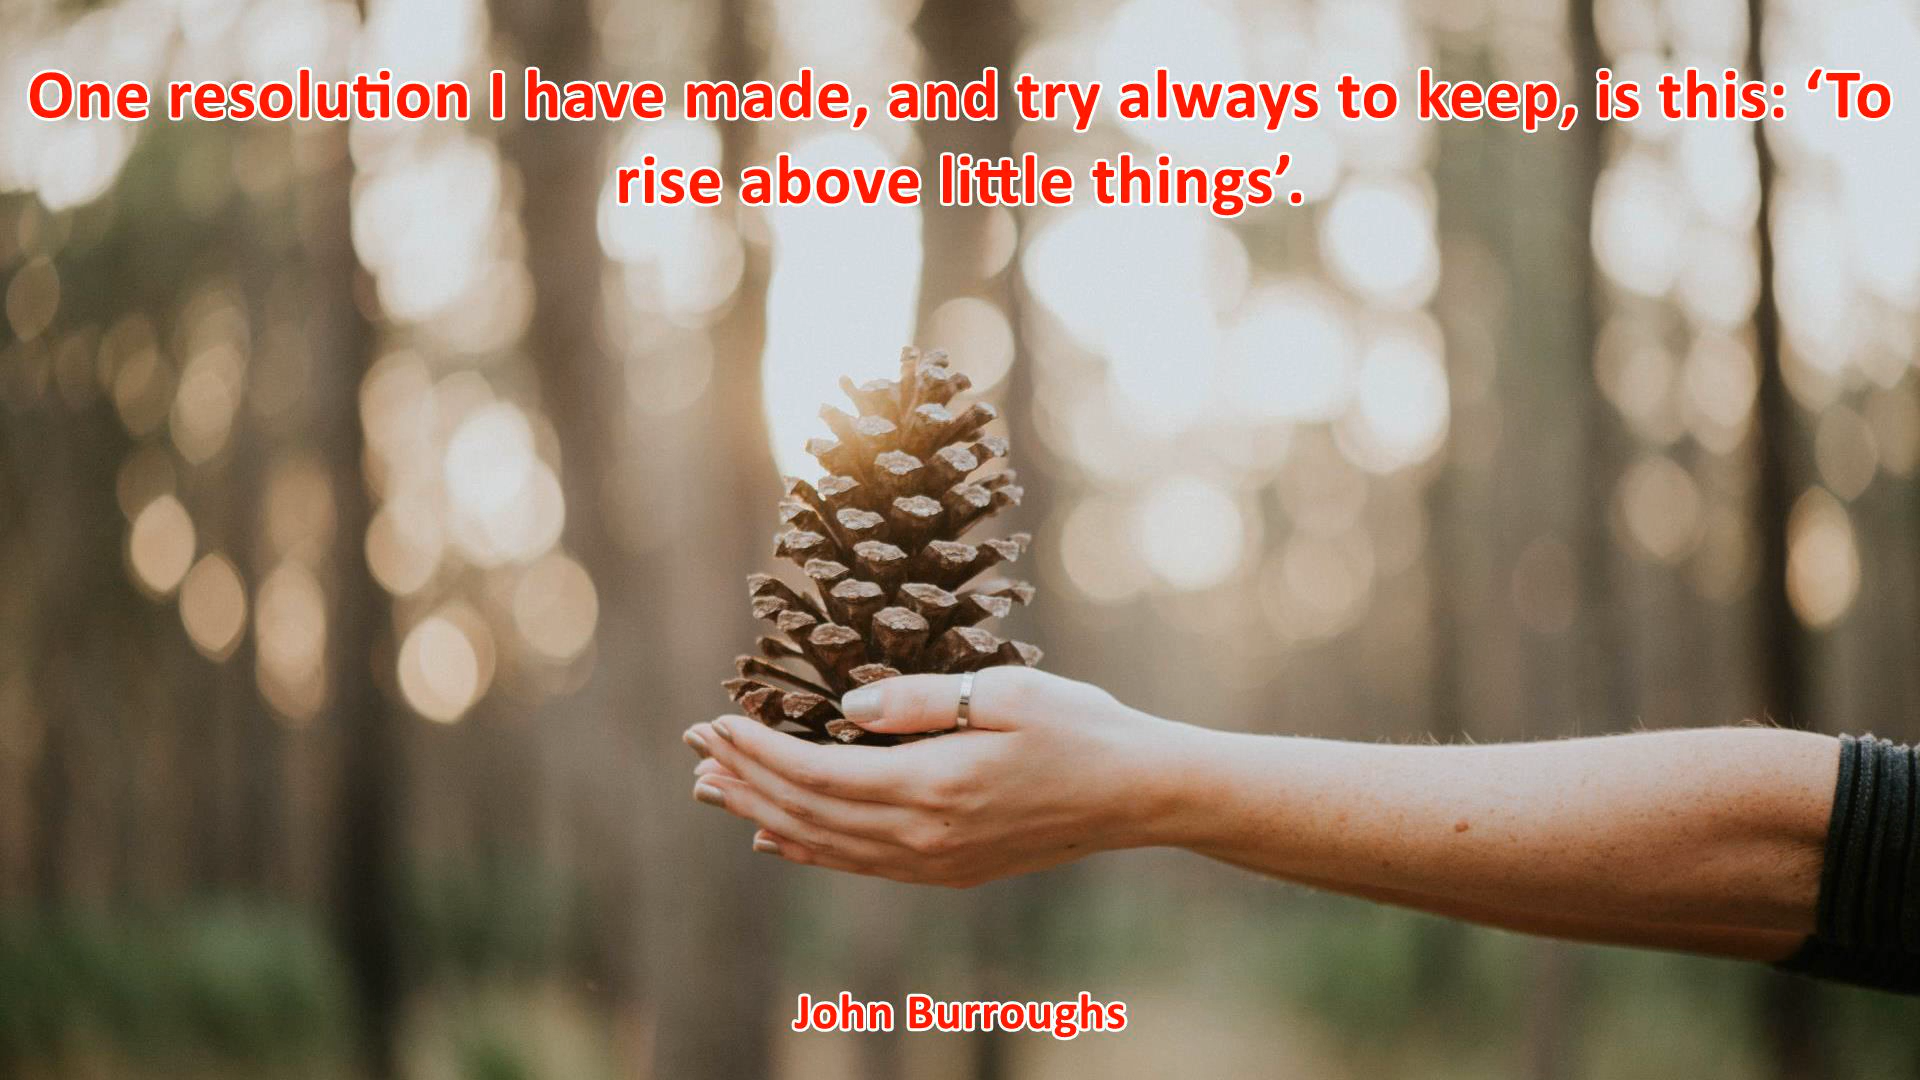 One resolution I have made, and try always to keep, is this: ‘To
rise above little things’.
John Burroughs